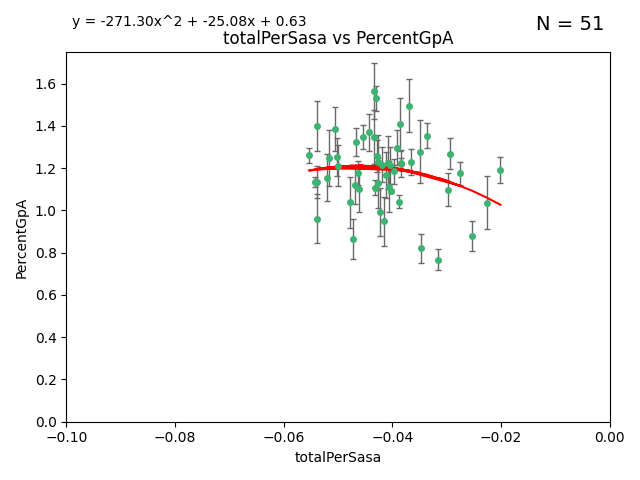 y = -271.30x^2 + -25.08x + 0.63
N = 51
totalPerSasa vs PercentGpA
1.6
1.4
1.2
1.0
0.8
0.6
0.4
0.2
0.0
PercentGpA
−0.10 −0.08 −0.06 −0.04 −0.02 0.00
totalPerSasa